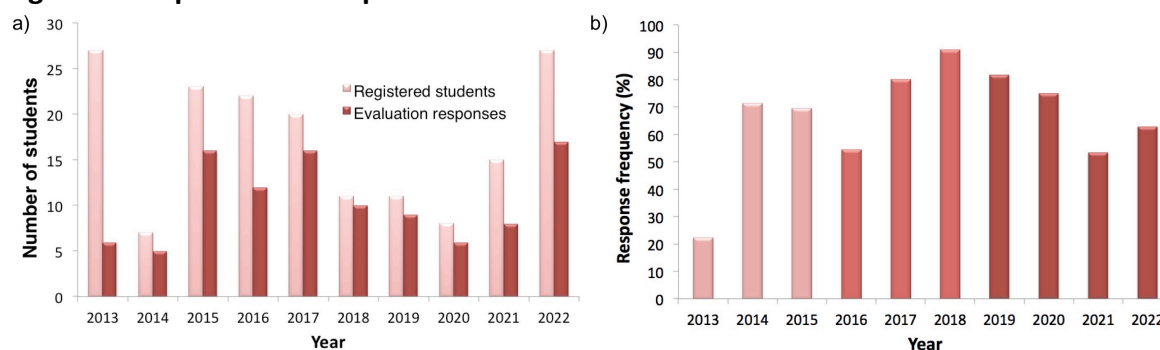 a)
30
25
20
15
10
5
0
Number of students
Registered students
Evaluation responses
2013 2014 2015 2016 2017 2018 2019 2020 2021 2022
Year
b)
100
90
80
70
60
50
40
30
20
10
0
Response frequency (%)
2013 2014 2015 2016 2017 2018 2019 2020 2021 2022
Year